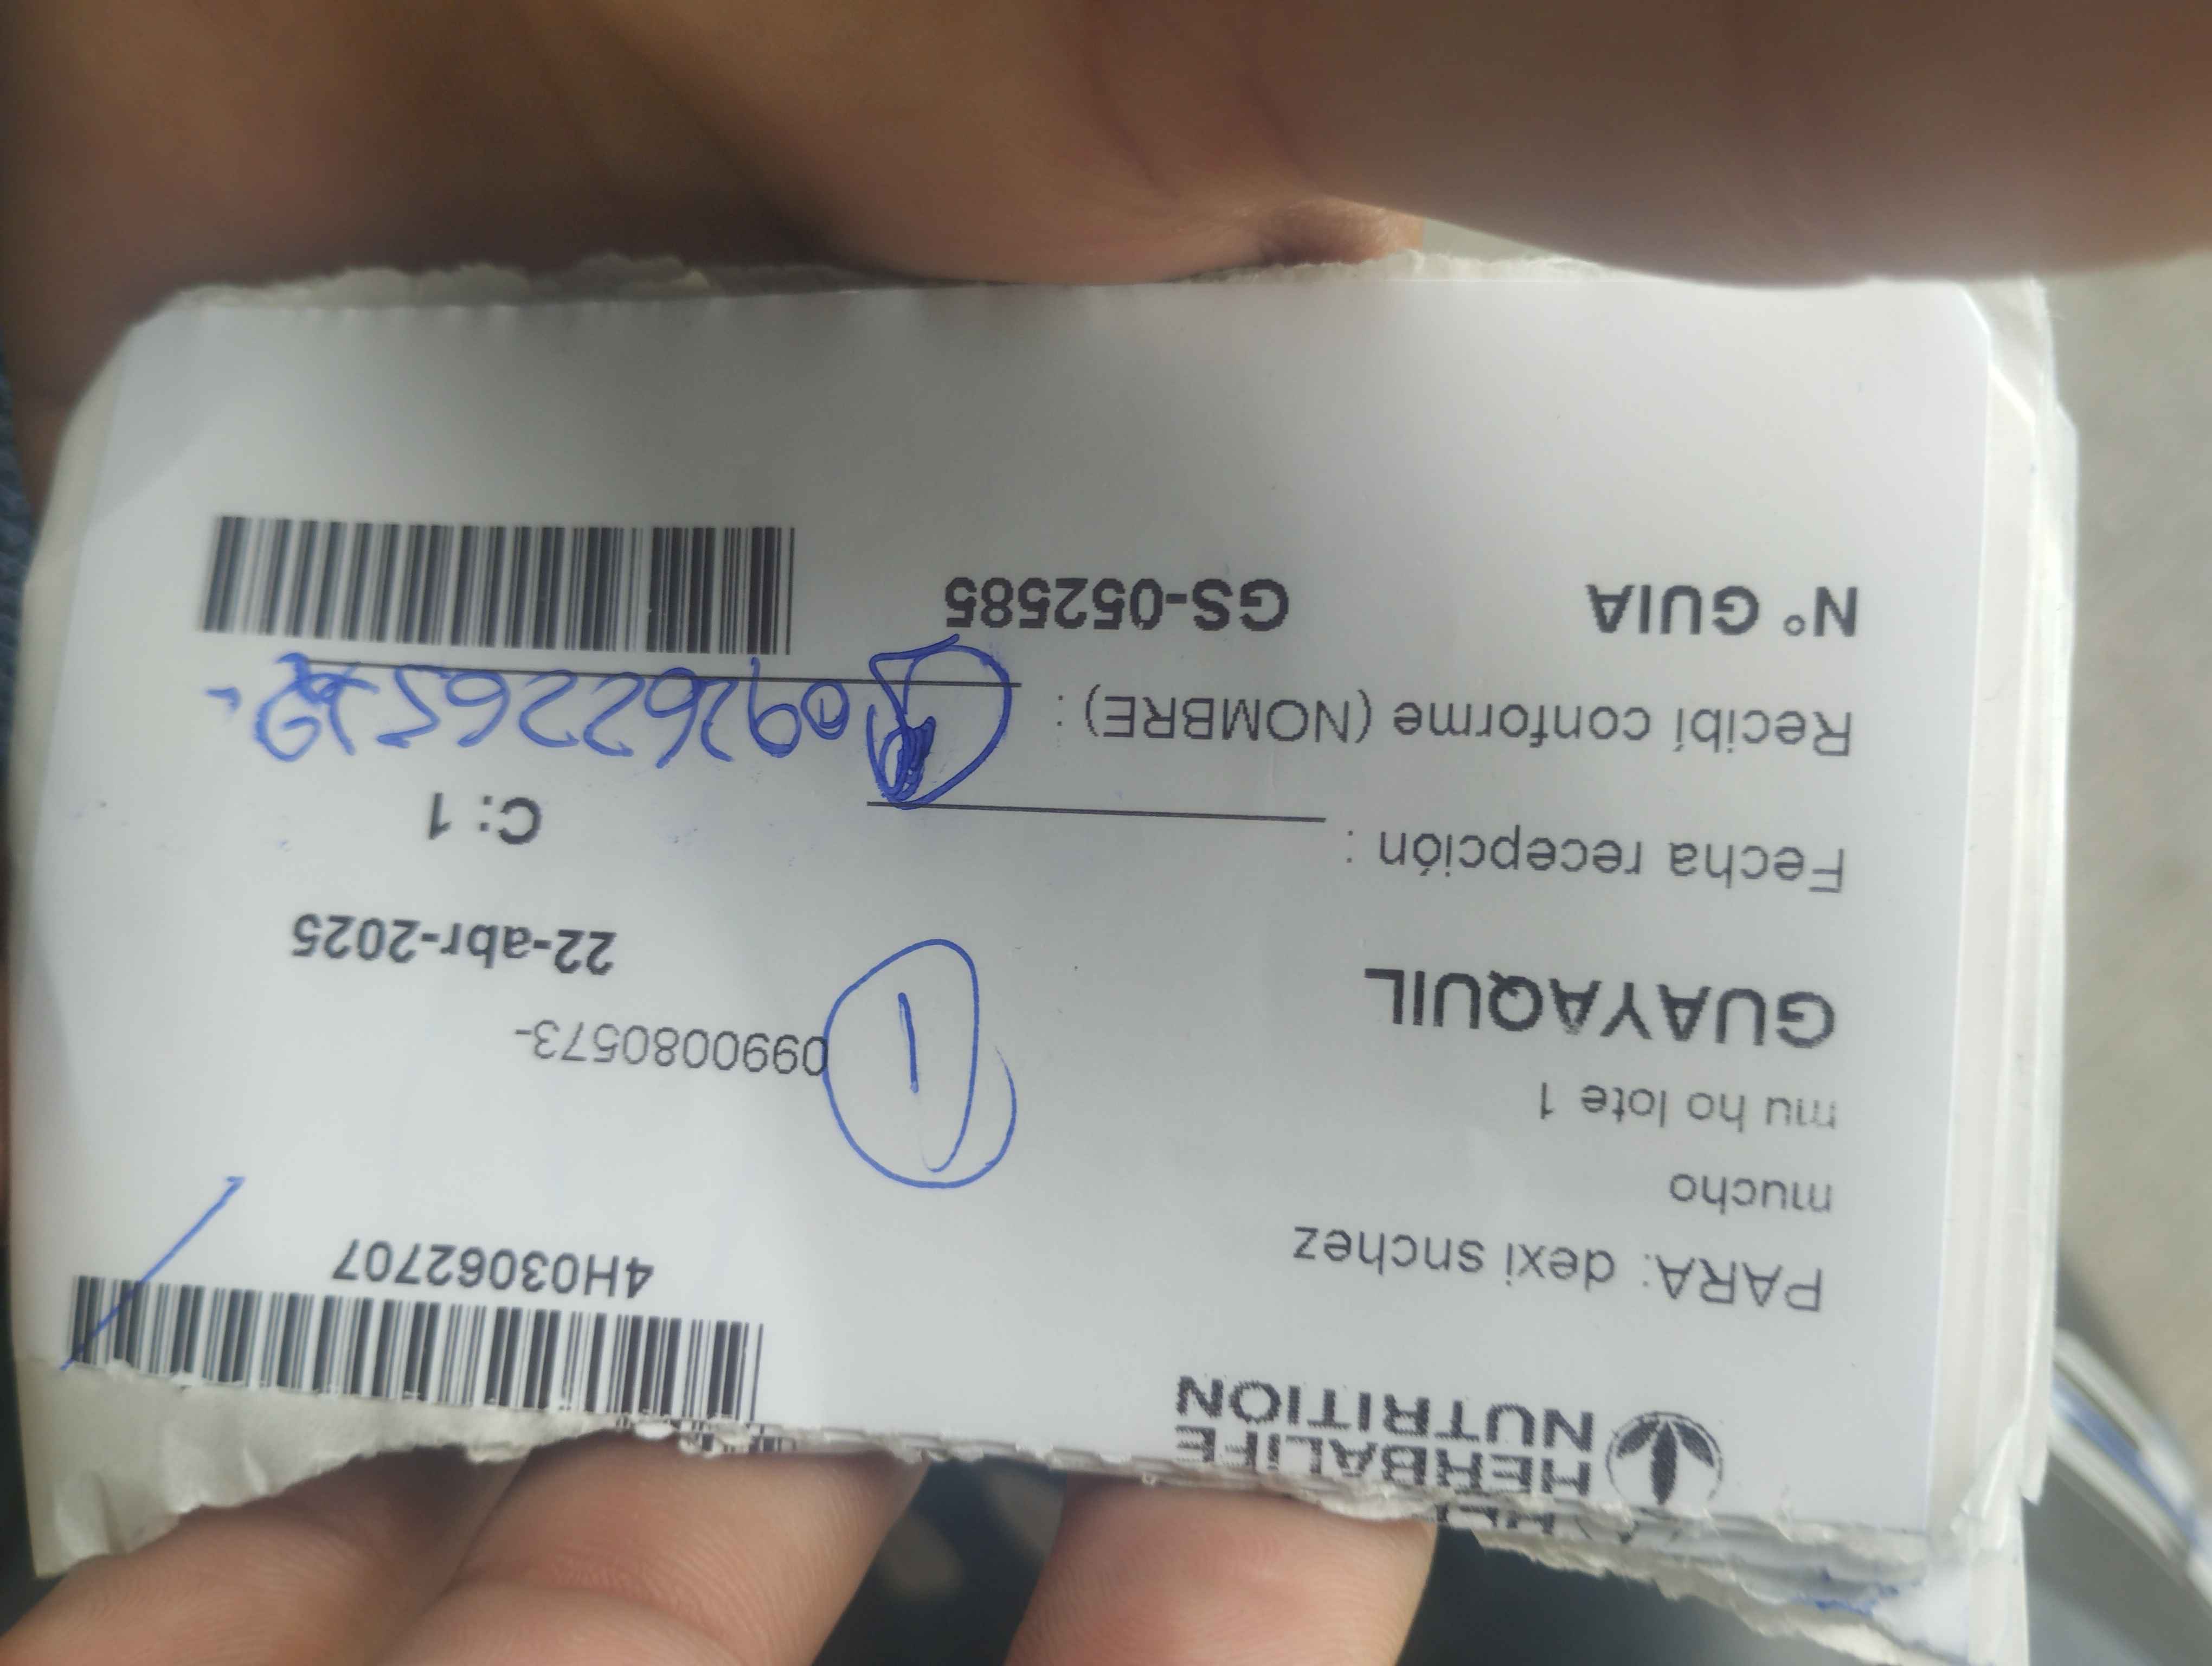 HERBALIFE
NUTRITION
4H03062707
PARA: dexi snchez
mucho
mu ho lote 1
0990080573-
1
GUAYAQUIL
22-abr-2025
Fecha recepción :
C: 1
Recibí conforme (NOMBRE) :
N° GUIA
GS-052585